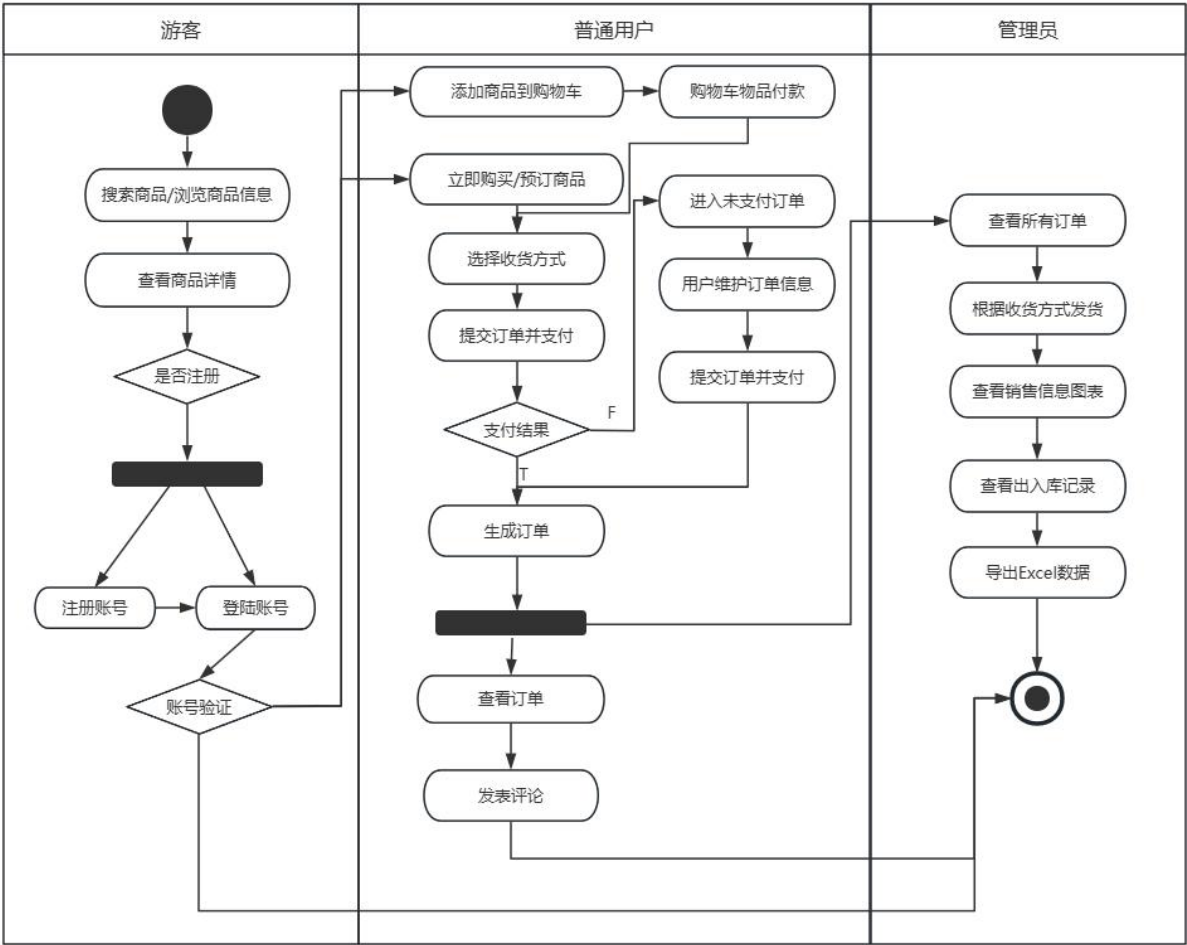 游客
普通用户
管理员
搜索商品/浏览商品信息
查看商品详情
是否注册
注册账号
登陆账号
账号验证
添加商品到购物车
购物车物品付款
立即购买/预订商品
选择收货方式
提交订单并支付
支付结果
F
T
进入未支付订单
用户维护订单信息
提交订单并支付
生成订单
查看订单
发表评论
查看所有订单
根据收货方式发货
查看销售信息图表
查看出入库记录
导出Excel数据